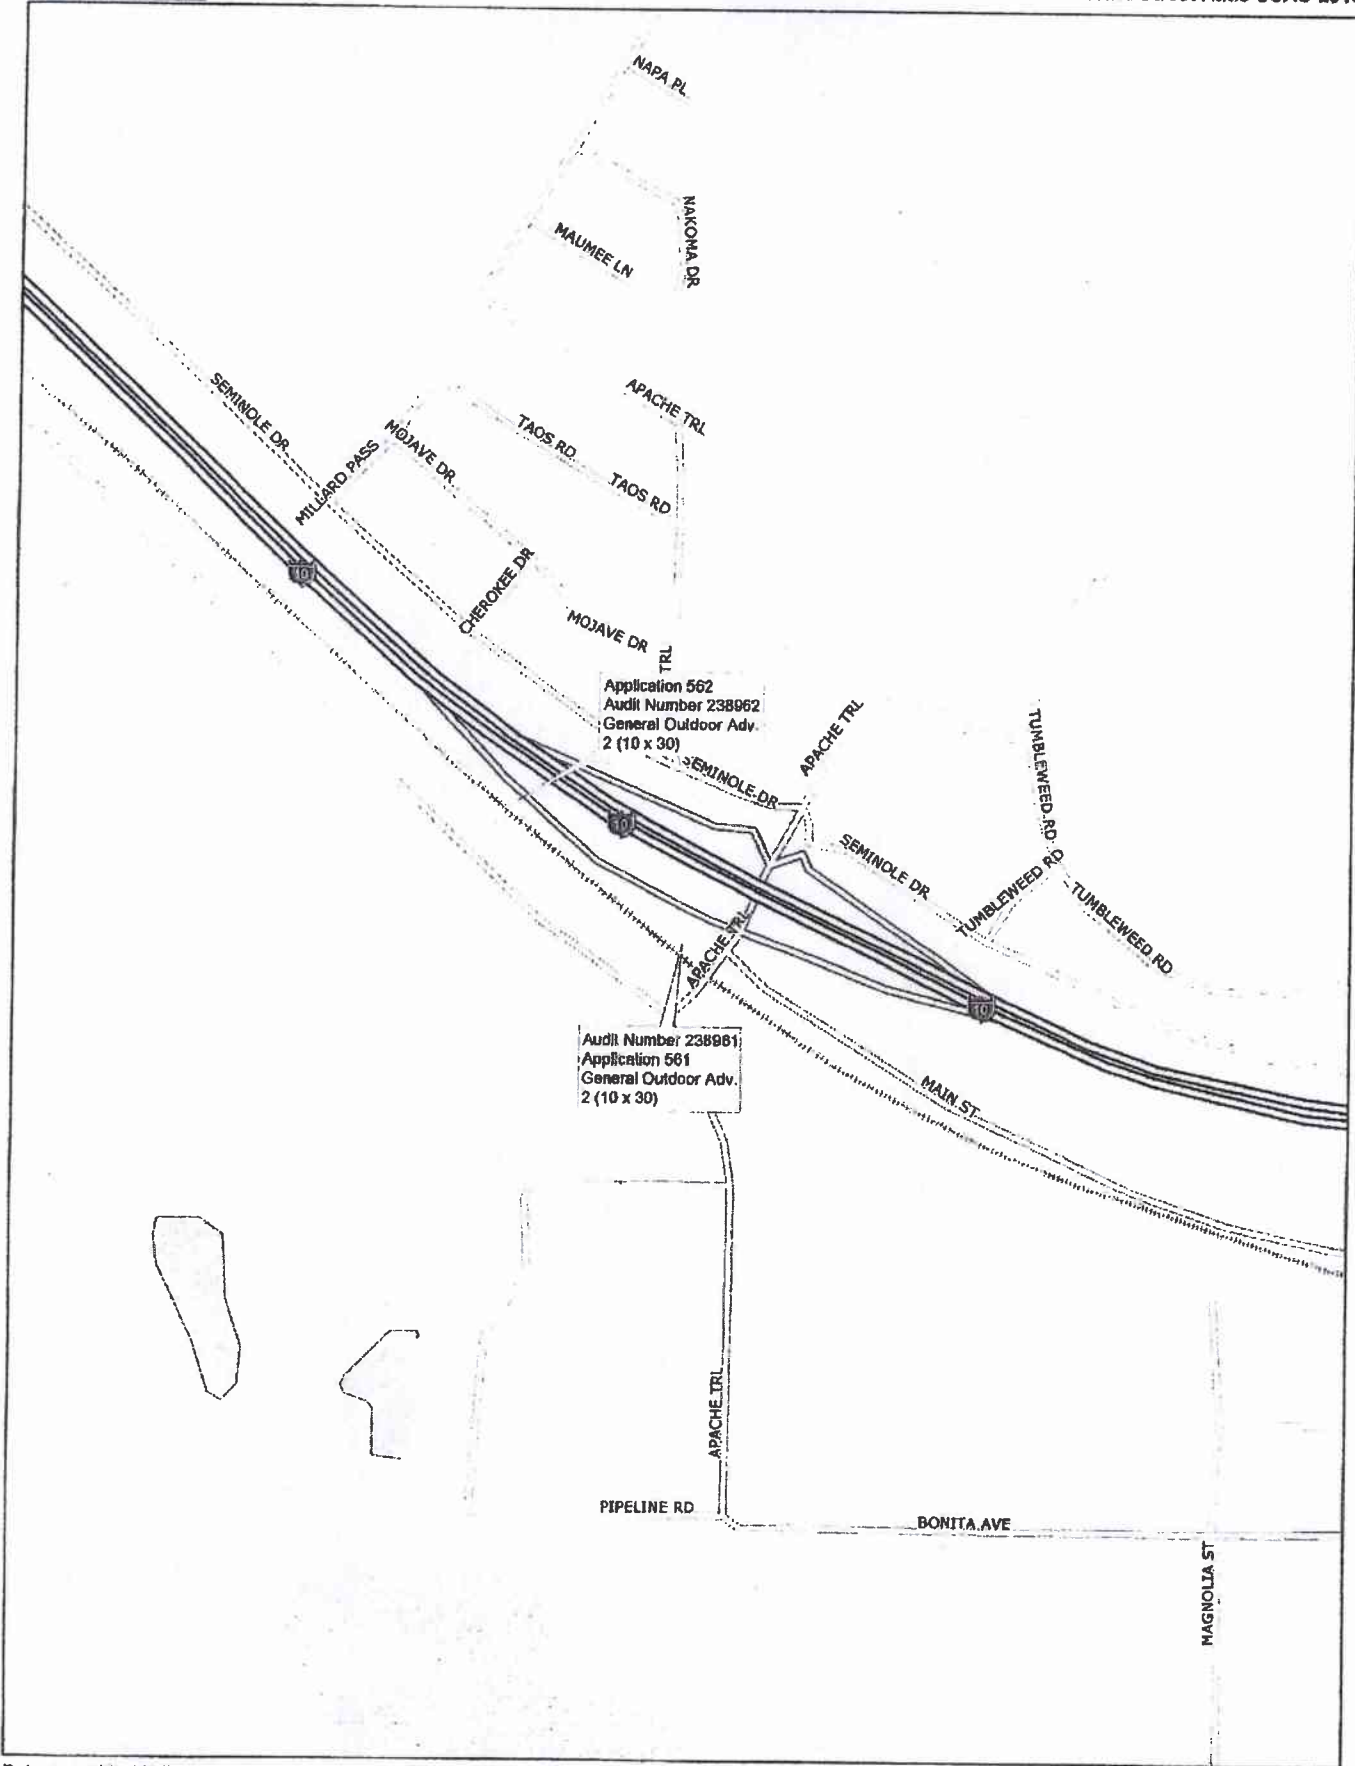 NAPA PL
NAKOMA DR
MAUMEE LN
SEMINOLE DR
APACHE TRL
TAOS RD
MOJAVE DR
MILLARD PASS
TAOS RD
10
CHEROKEE DR
MOJAVE DR
TRL
Application 562
Audit Number 238962
General Outdoor Adv.
2 (10 x 30)
APACHE TRL
TUMBLEWEED RD
SEMINOLE DR
10
SEMINOLE DR
TUMBLEWEED RD
TUMBLEWEED RD
APACHE TRL
10
Audit Number 238961
Application 561
General Outdoor Adv.
2 (10 x 30)
MAIN ST
APACHE TRL
PIPELINE RD
BONITA AVE
MAGNOLIA ST